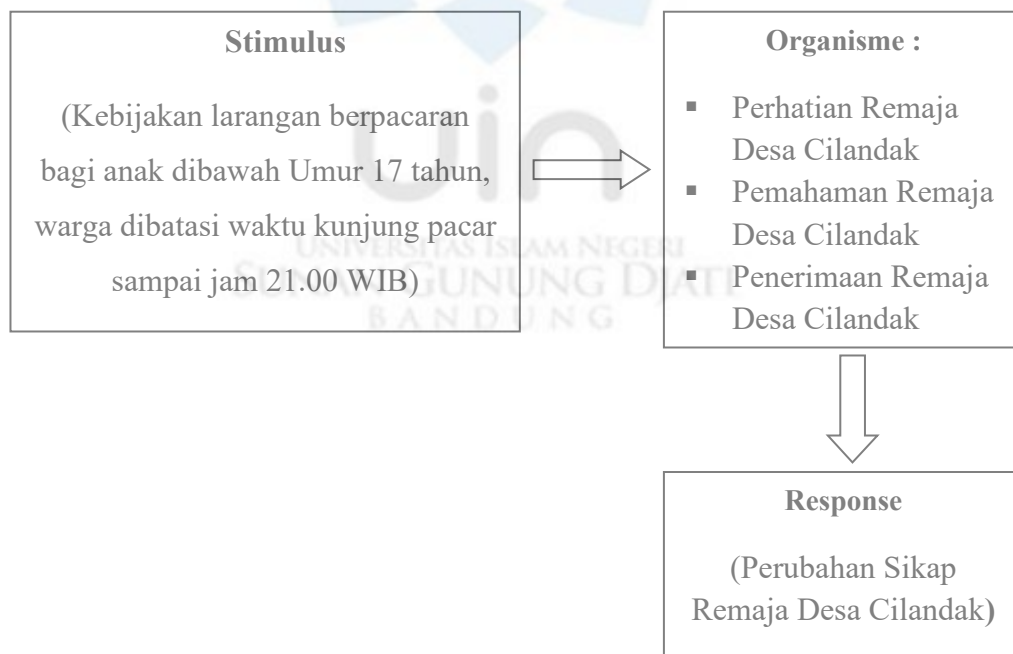 Stimulus
(Kebijakan larangan berpacaran
bagi anak dibawah Umur 17 tahun,
warga dibatasi waktu kunjung pacar
sampai jam 21.00 WIB)
Organisme :
▪ Perhatian Remaja
Desa Cilandak
▪ Pemahaman Remaja
Desa Cilandak
▪ Penerimaan Remaja
Desa Cilandak
Response
(Perubahan Sikap
Remaja Desa Cilandak)
uin
UNIVERSITAS ISLAM NEGERI
SUNAN GUNUNG DJATI
BANDUNG